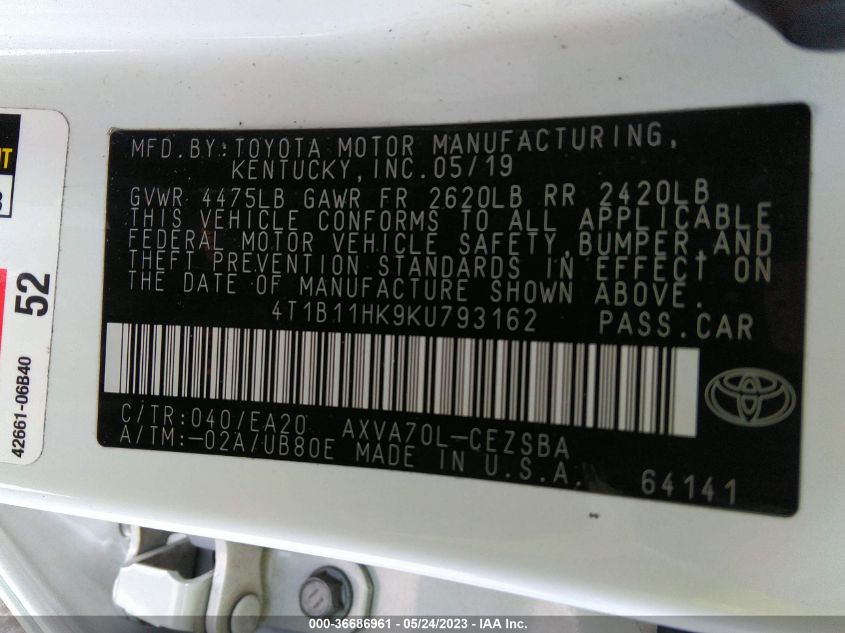 MFD.BY:TOYOTA MOTOR MANUFACTURING,
KENTUCKY, INC.05/19
GVWR 4475LB GAWR FR 2620LB RR 2420LB
THIS VEHICLE CONFORMS TO ALL APPLICABLE
FEDERAL MOTOR VEHICLE SAFETY,BUMPER,AND
THEFT PREVENTION STANDARDS IN EFFECT ON
THE DATE OF MANUFACTURE SHOWN ABOVE.
4T1B11HK9KU793162 PASS.CAR
C/TR:040/EA20 AXVA70L-CEZSBA
A/TM:-02A/UB80E MADE IN U.S.A.
64141
52
42661-06B40
000-36686961 - 05/24/2023 - IAA Inc.